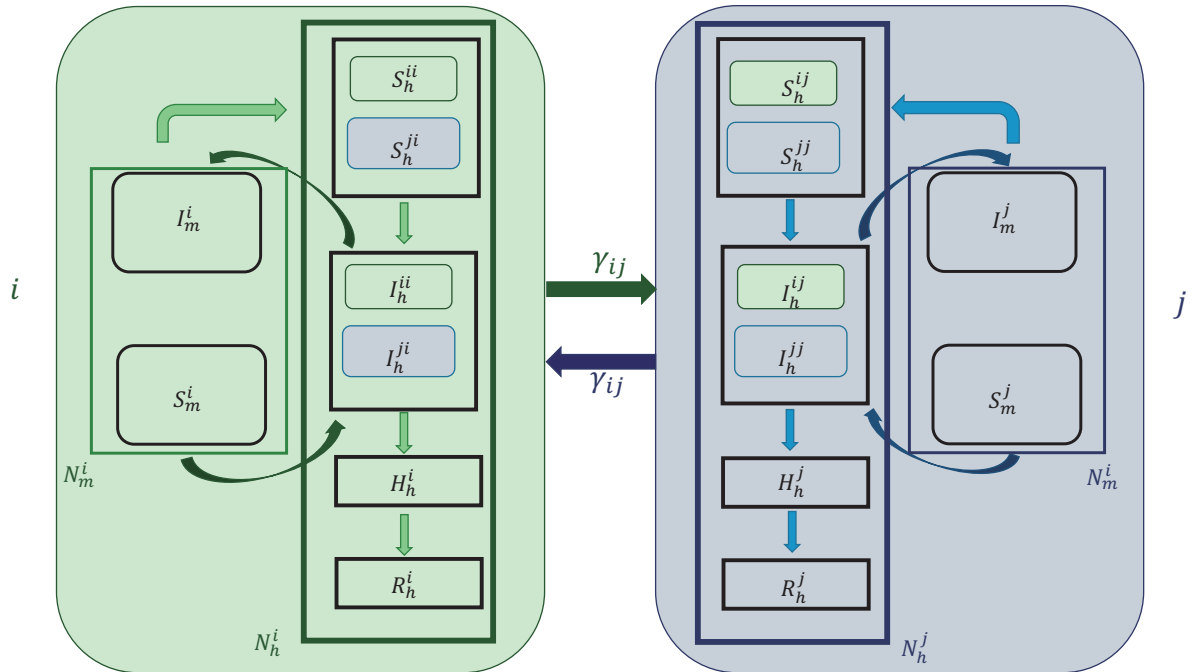 i
S_h^{ii}
S_h^{ji}
I_m^i
I_h^{ii}
I_h^{ji}
S_m^i
N_m^i
H_h^i
R_h^i
N_h^i
γ_{ij}
γ_{ij}
S_h^{ij}
S_h^{jj}
I_m^j
I_h^{ij}
I_h^{jj}
S_m^j
N_m^i
H_h^j
R_h^j
N_h^j
j